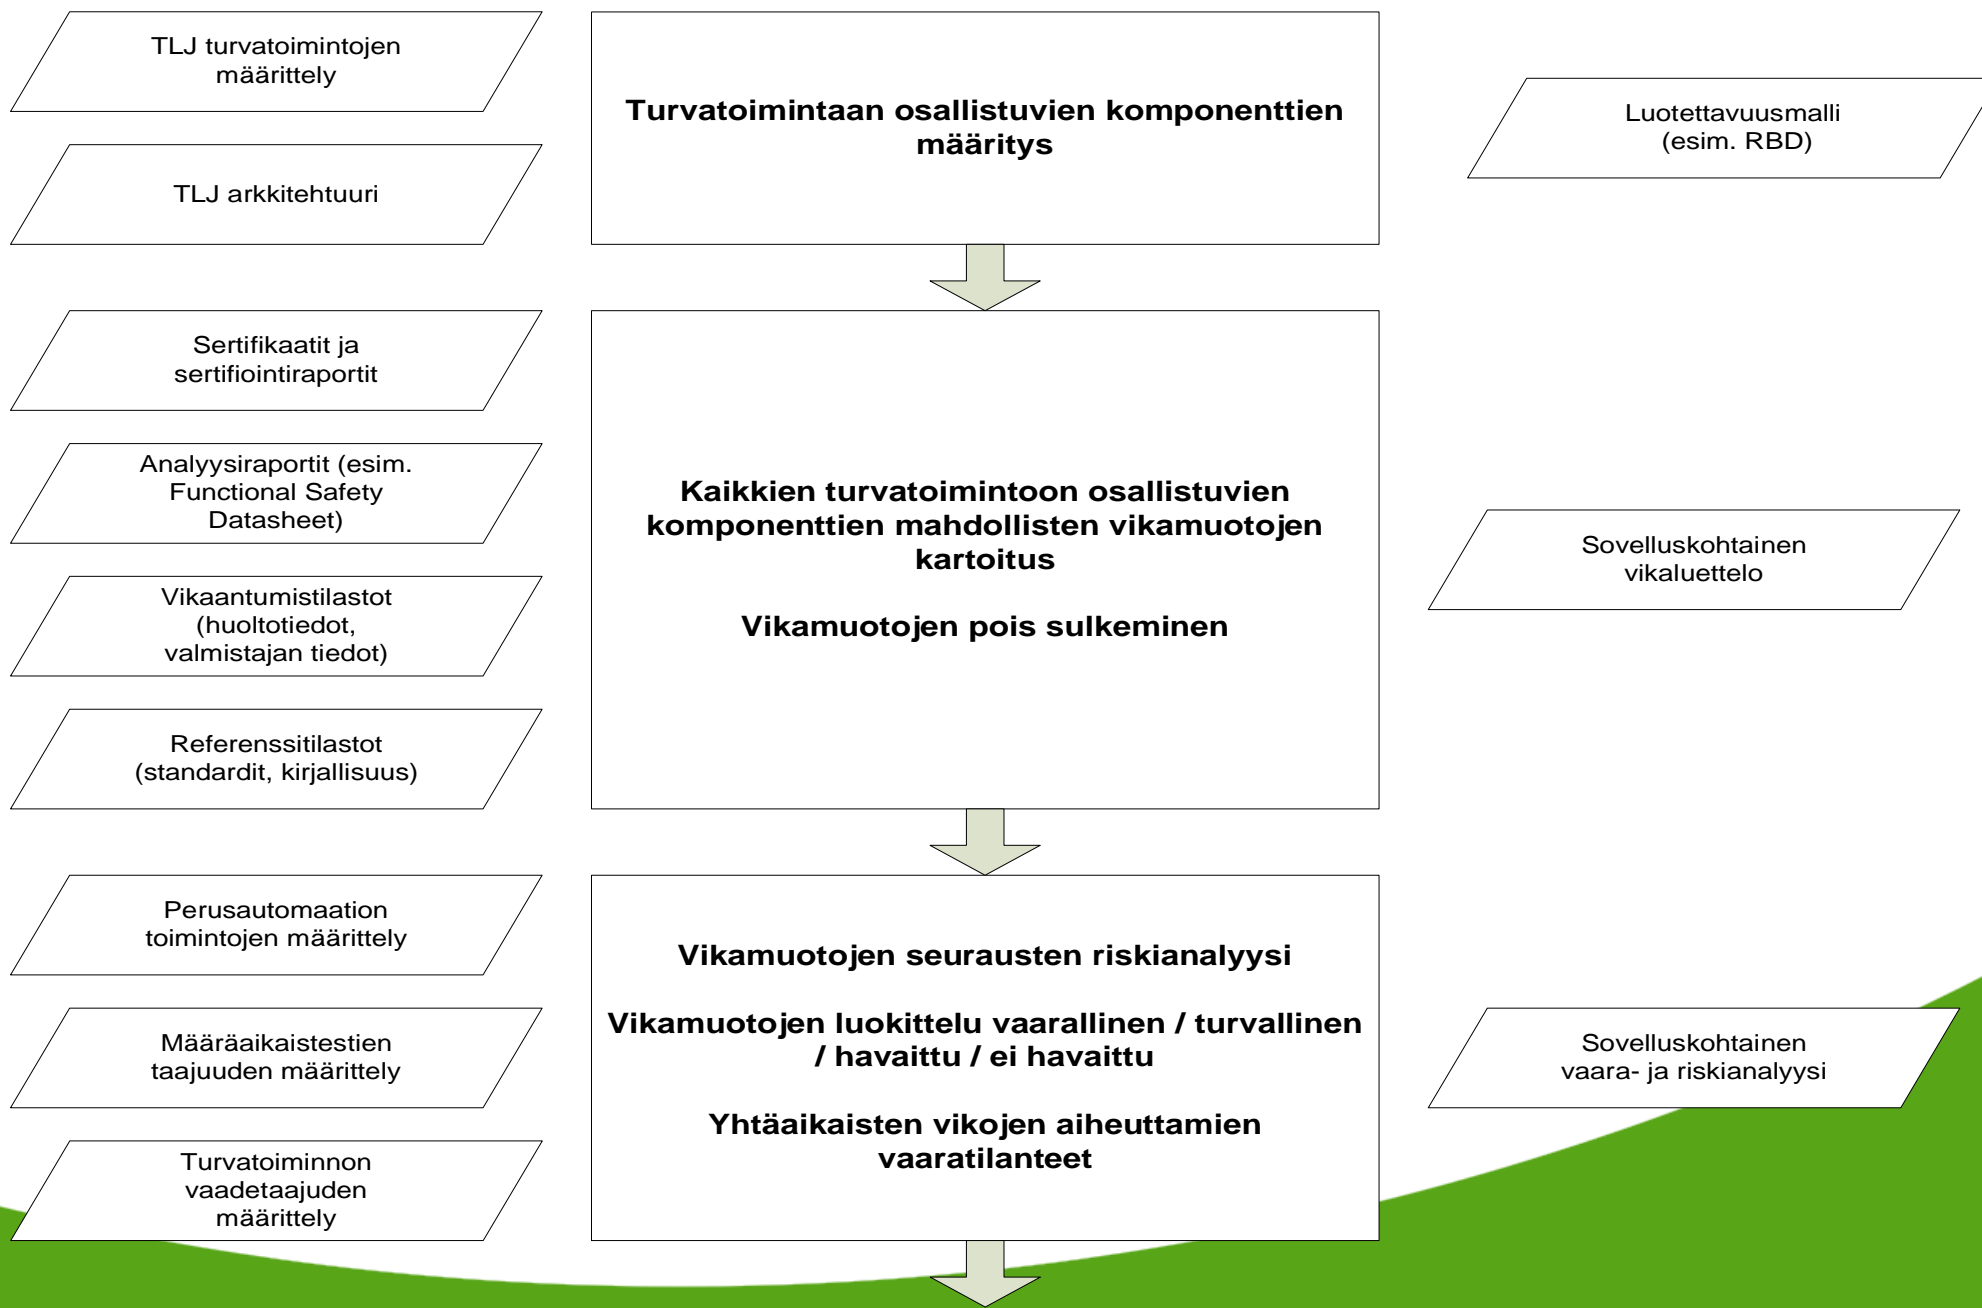 TLJ turvatoimintojen
määrittely
TLJ arkkitehtuuri
Turvatoimintaan osallistuvien komponenttien
määritys
Luotettavuusmalli
(esim. RBD)
Sertifikaatit ja
sertifiointiraportit
Analyysiraportit (esim.
Functional Safety
Datasheet)
Vikaantumistilastot
(huoltotiedot,
valmistajan tiedot)
Referenssitilastot
(standardit, kirjallisuus)
Kaikkien turvatoimintoon osallistuvien
komponenttien mahdollisten vikamuotojen
kartoitus
Vikamuotojen pois sulkeminen
Sovelluskohtainen
vikaluettelo
Perusautomaation
toimintojen määrittely
Määräaikaistestien
taajuuden määrittely
Turvatoiminnon
vaadetaajuden
määrittely
Vikamuotojen seurausten riskianalyysi
Vikamuotojen luokittelu vaarallinen / turvallinen
/ havaittu / ei havaittu
Yhtäaikaisten vikojen aiheuttamien
vaaratilanteet
Sovelluskohtainen
vaara- ja riskianalyysi